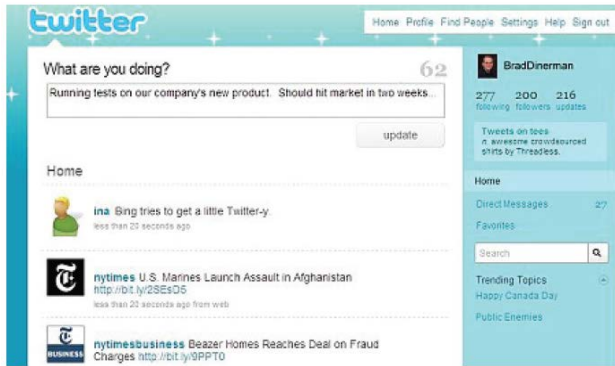 twitter
Home Profile Find People Settings Help Sign out
What are you doing?
62
Running tests on our company's new product. Should hit market in two weeks...
update
Home
ina Bing tries to get a little Twitter-y.
less than 20 seconds ago
nytimes U.S. Marines Launch Assault in Afghanistan
http://bit.ly/2SEsD5
less than 20 seconds ago from web
BUSINESS
nytimesbusiness Beazer Homes Reaches Deal on Fraud
Charges http://bit.ly/9PPT0
BradDinerman
277 200 216
following followers updates
Tweets on tees
n. awesome crowdsourced
shirts by Threadless.
Home
Direct Messages 27
Favorites
Search
Trending Topics
Happy Canada Day
Public Enemies